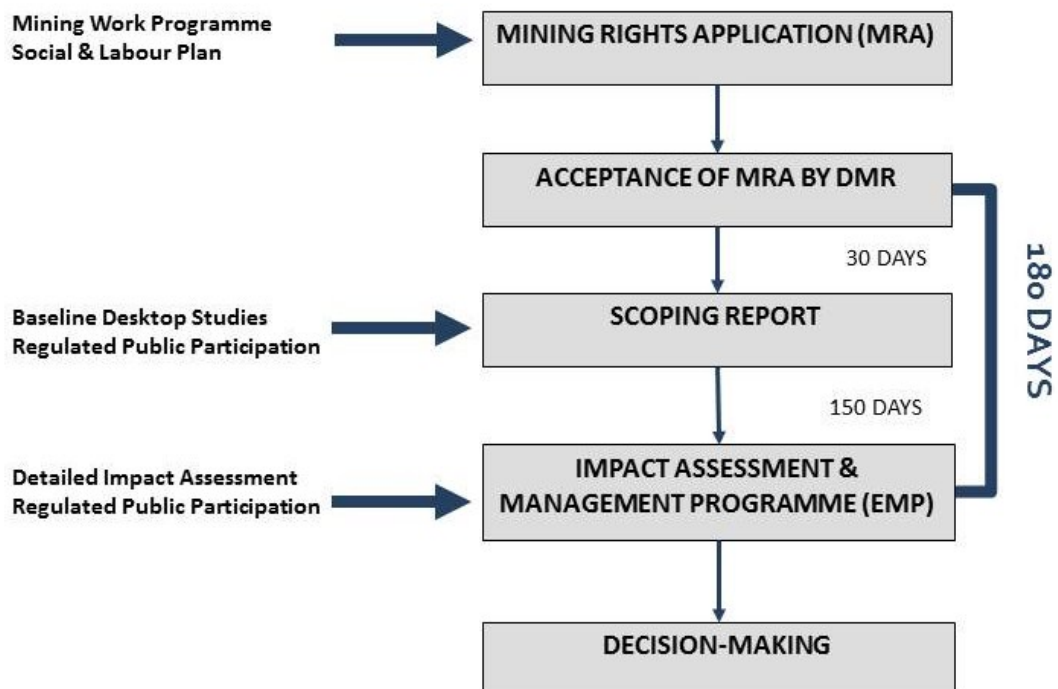 Mining Work Programme
Social & Labour Plan
MINING RIGHTS APPLICATION (MRA)
ACCEPTANCE OF MRA BY DMR
30 DAYS
Baseline Desktop Studies
Regulated Public Participation
SCOPING REPORT
150 DAYS
180 DAYS
Detailed Impact Assessment
Regulated Public Participation
IMPACT ASSESSMENT &
MANAGEMENT PROGRAMME (EMP)
DECISION-MAKING